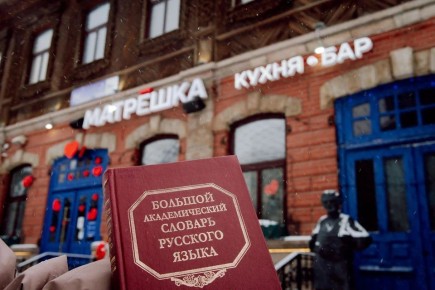 МАТРЁШКА
КУХНЯ • БАР
БОЛЬШОЙ
АКАДЕМИЧЕСКИЙ
СЛОВАРЬ
РУССКОГО
ЯЗЫКА